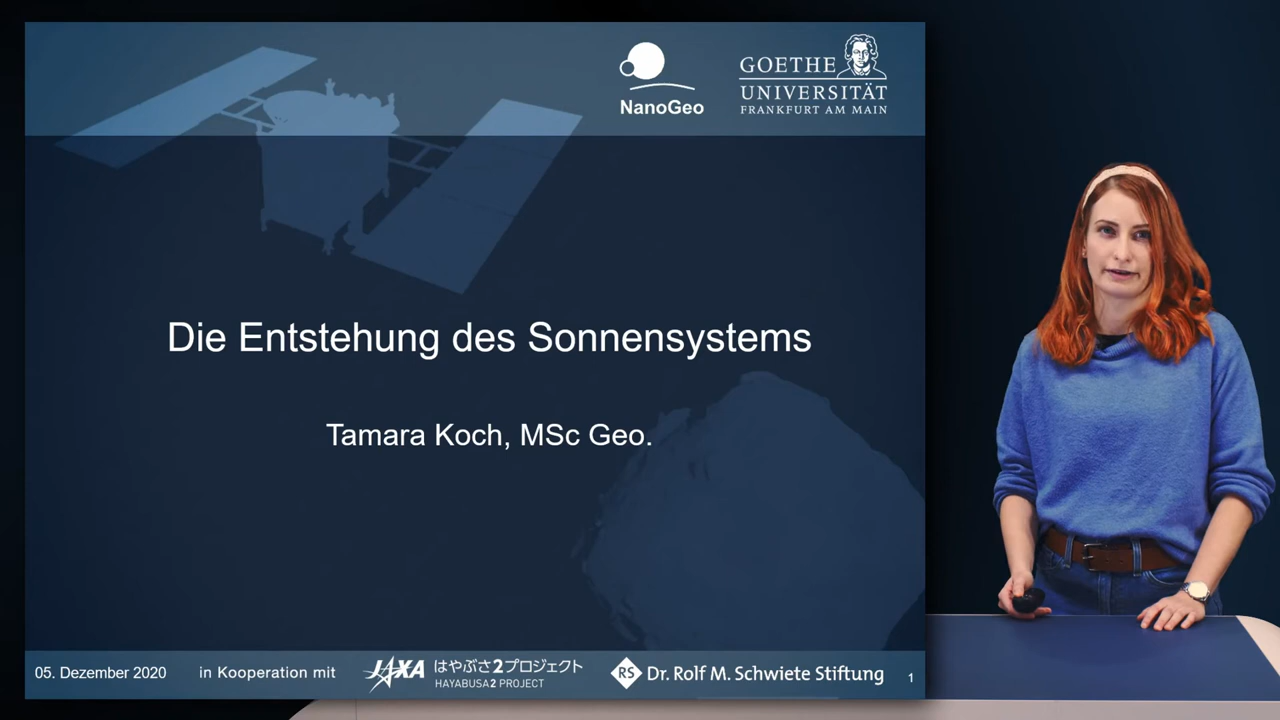 NanoGeo
GOETHE
UNIVERSITÄT
FRANKFURT AM MAIN
Die Entstehung des Sonnensystems
Tamara Koch, MSc Geo.
05. Dezember 2020
in Kooperation mit
JAXA
はやぶさ2プロジェクト
HAYABUSA2 PROJECT
RS
Dr. Rolf M. Schwiete Stiftung
1